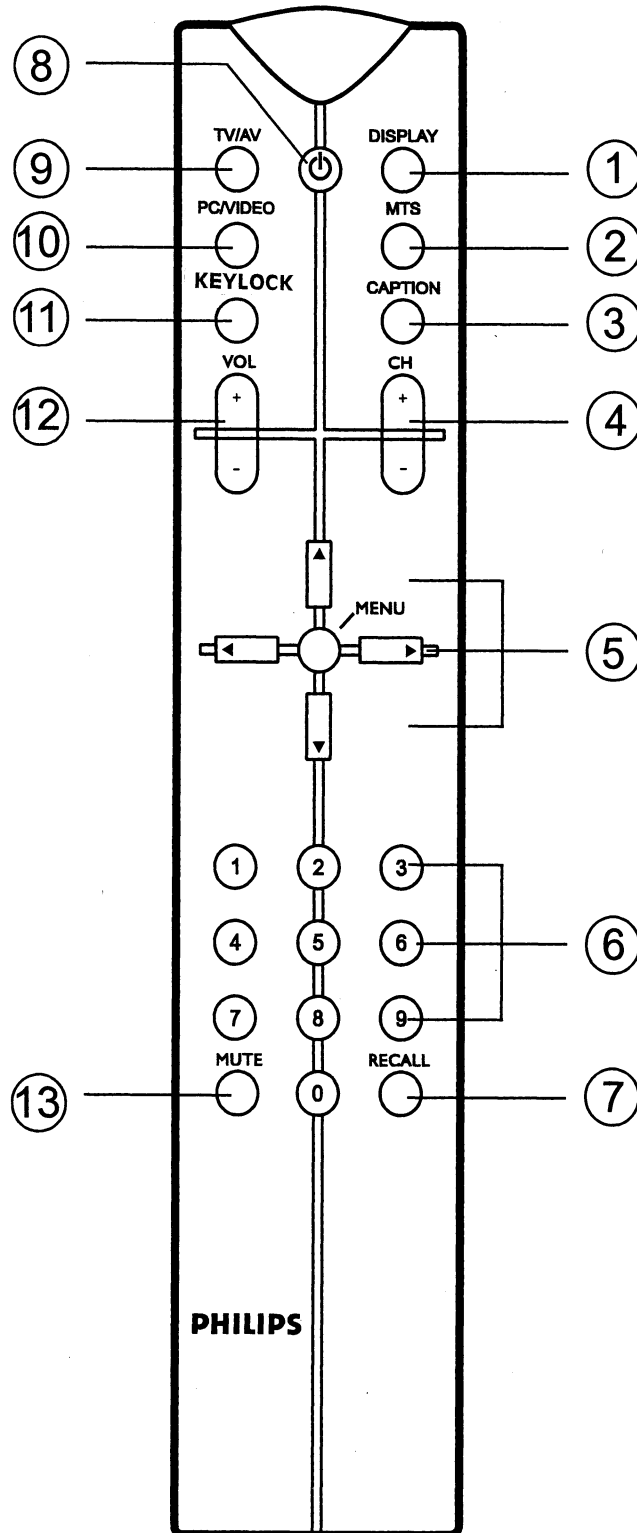 8
TV/AV
DISPLAY
9
1
PC/VIDEO
MTS
10
2
KEYLOCK
CAPTION
11
3
VOL
CH
12
+
+
4
-
-
MENU
5
1 2 3
4 5 6
6
7 8 9
MUTE
RECALL
13
0
7
PHILIPS